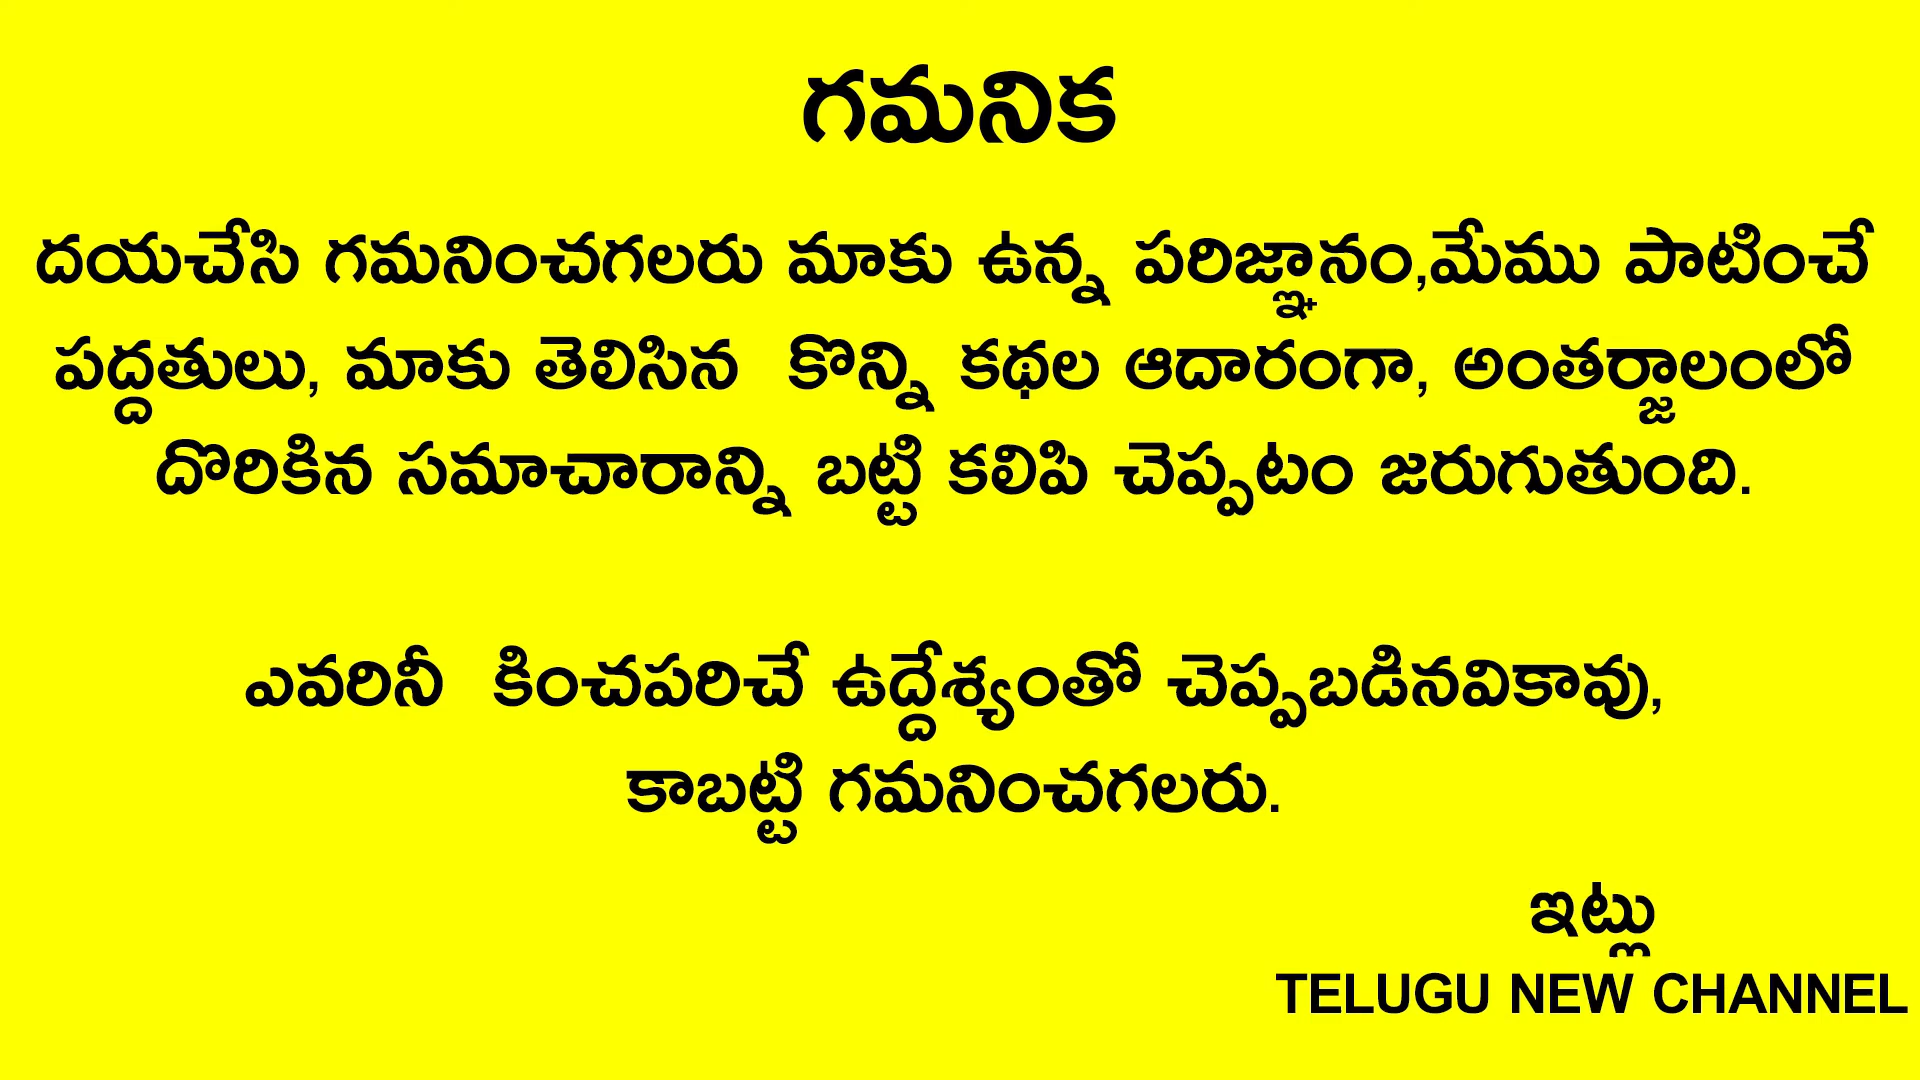 గమనిక
దయచేసి గమనించగలరు మాకు ఉన్న పరిజ్ఞానం,మేము పాటించే
పద్దతులు, మాకు తెలిసిన కొన్ని కథల ఆదారంగా, అంతర్జాలంలో
దొరికిన సమాచారాన్ని బట్టి కలిపి చెప్పటం జరుగుతుంది.
ఎవరినీ కించపరిచే ఉద్దేశ్యంతో చెప్పబడినవికావు,
కాబట్టి గమనించగలరు.
ఇట్లు
TELUGU NEW CHANNEL